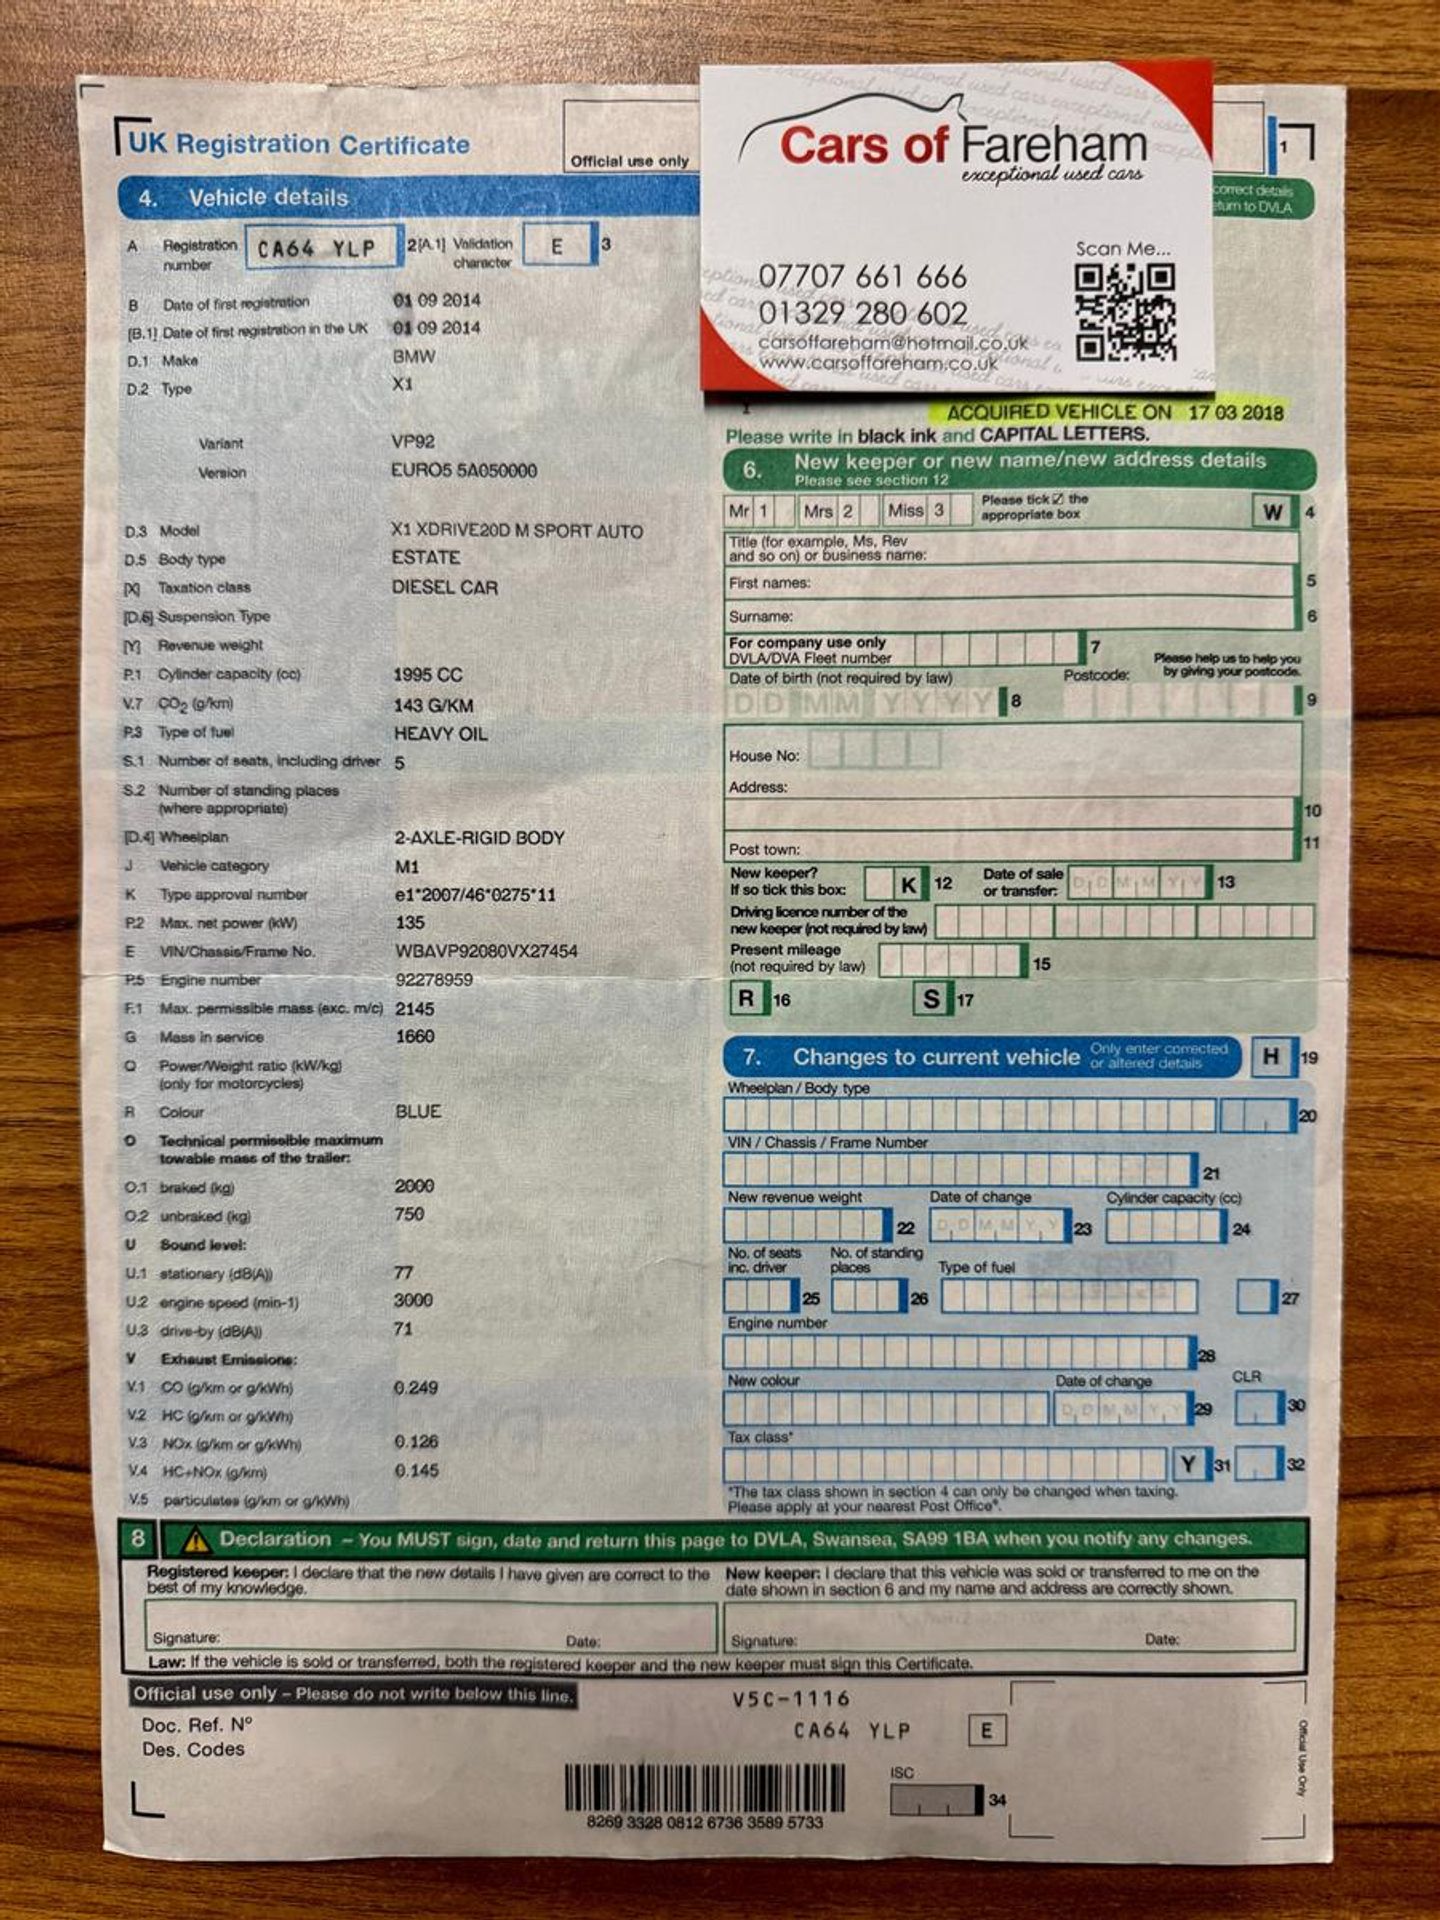 UK Registration Certificate
Official use only
1
4. Vehicle details
correct details
return to DVLA
A Registration number CA64 YLP 2 [A.1] Validation character E 3
B Date of first registration 01 09 2014
[B.1] Date of first registration in the UK 01 09 2014
D.1 Make BMW
D.2 Type X1
Variant VP92
Version EURO5 5A050000
D.3 Model X1 XDRIVE20D M SPORT AUTO
D.5 Body type ESTATE
[X] Taxation class DIESEL CAR
[D.6] Suspension Type
[Y] Revenue weight
P.1 Cylinder capacity (cc) 1995 CC
V.7 CO2 (g/km) 143 G/KM
P.3 Type of fuel HEAVY OIL
S.1 Number of seats, including driver 5
S.2 Number of standing places
(where appropriate)
[D.4] Wheelplan 2-AXLE-RIGID BODY
J Vehicle category M1
K Type approval number e1*2007/46*0275*11
P.2 Max. net power (kW) 135
E VIN/Chassis/Frame No. WBAVP92080VX27454
P.5 Engine number 92278959
F.1 Max. permissible mass (exc. m/c) 2145
G Mass in service 1660
Q Power/Weight ratio (kW/kg)
(only for motorcycles)
R Colour BLUE
O Technical permissible maximum
towable mass of the trailer:
O.1 braked (kg) 2000
O.2 unbraked (kg) 750
U Sound level:
U.1 stationary (dB(A)) 77
U.2 engine speed (min-1) 3000
U.3 drive-by (dB(A)) 71
V Exhaust Emissions:
V.1 CO (g/km or g/kWh) 0.249
V.2 HC (g/km or g/kWh)
V.3 NOx (g/km or g/kWh) 0.126
V.4 HC+NOx (g/km) 0.145
V.5 particulates (g/km or g/kWh)
Cars of Fareham
exceptional used cars
Scan Me...
07707 661 666
01329 280 602
carsoffareham@hotmail.co.uk
www.carsoffareham.co.uk
ACQUIRED VEHICLE ON 17 03 2018
Please write in black ink and CAPITAL LETTERS.
6. New keeper or new name/new address details
Please see section 12
Mr 1 Mrs 2 Miss 3 Please tick ☑ the appropriate box W 4
Title (for example, Ms, Rev
and so on) or business name:
First names: 5
Surname: 6
For company use only
DVLA/DVA Fleet number 7
Please help us to help you
by giving your postcode.
Date of birth (not required by law) Postcode:
D D M M Y Y Y Y 8 9
House No:
Address:
10
Post town: 11
New keeper?
If so tick this box: K 12 Date of sale or transfer: D D M M Y Y 13
Driving licence number of the
new keeper (not required by law)
Present mileage
(not required by law) 15
R 16 S 17
7. Changes to current vehicle Only enter corrected or altered details H 19
Wheelplan / Body type
20
VIN / Chassis / Frame Number
21
New revenue weight Date of change Cylinder capacity (cc)
22 D D M M Y Y 23 24
No. of seats inc. driver No. of standing places Type of fuel
25 26 27
Engine number
28
New colour Date of change CLR
D D M M Y Y 29 30
Tax class*
Y 31 32
*The tax class shown in section 4 can only be changed when taxing.
Please apply at your nearest Post Office®.
8 Declaration – You MUST sign, date and return this page to DVLA, Swansea, SA99 1BA when you notify any changes.
Registered keeper: I declare that the new details I have given are correct to the
best of my knowledge.
Signature: Date:
New keeper: I declare that this vehicle was sold or transferred to me on the
date shown in section 6 and my name and address are correctly shown.
Signature: Date:
Law: If the vehicle is sold or transferred, both the registered keeper and the new keeper must sign this Certificate.
Official use only – Please do not write below this line.
V5C-1116
Doc. Ref. Nº
CA64 YLP E
Des. Codes
ISC
34
8269 3328 0812 6736 3589 5733
Official Use Only